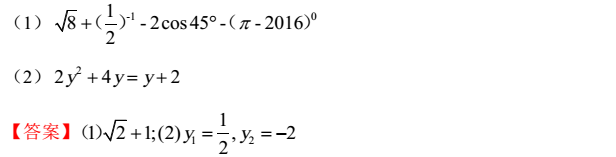 （1） √8 + (1/2)⁻¹ - 2cos45° - (π - 2016)⁰
（2） 2y² + 4y = y + 2
【答案】(1)√2 + 1;(2) y₁ = 1/2, y₂ = −2